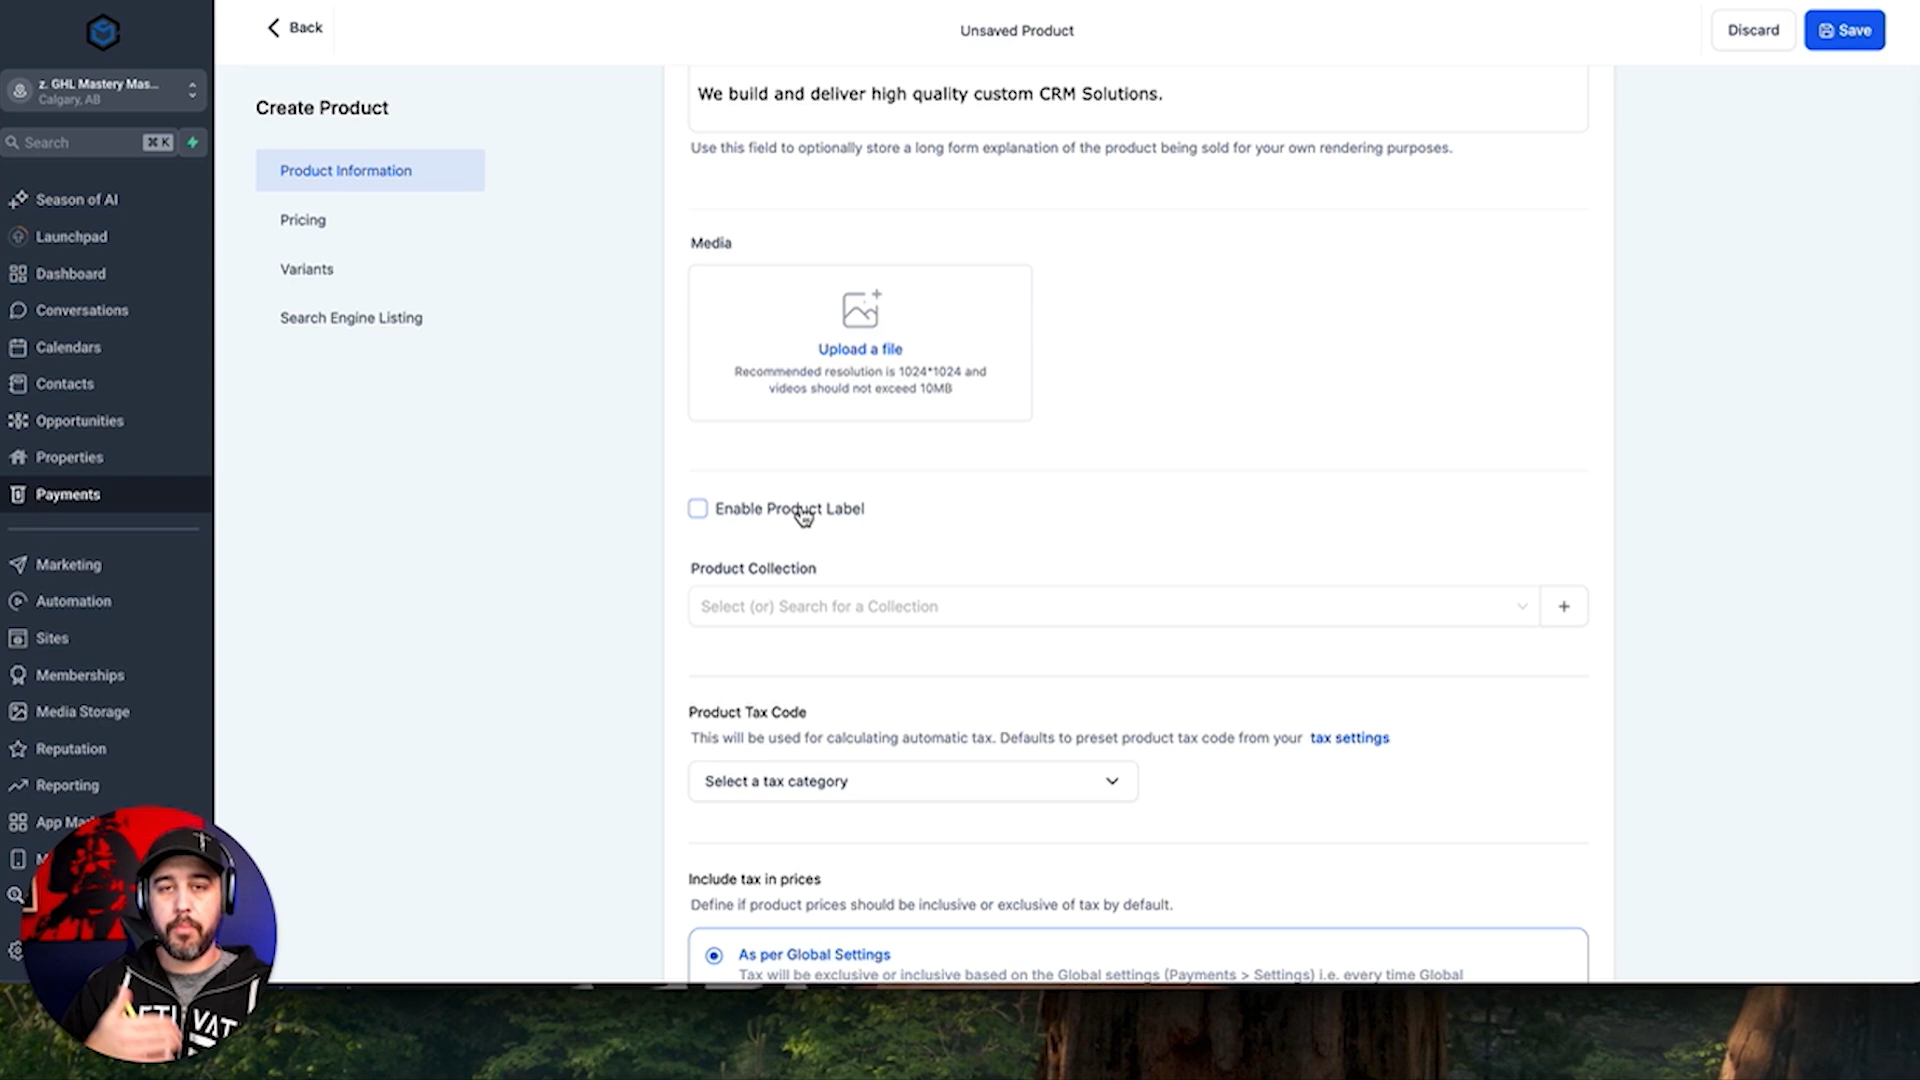 Back
Unsaved Product
Discard
Save
z. GHL Mastery Mas...
Calgary, AB
Search
⌘ K
Season of AI
Launchpad
Dashboard
Conversations
Calendars
Contacts
Opportunities
Properties
Payments
Marketing
Automation
Sites
Memberships
Media Storage
Reputation
Reporting
Create Product
Product Information
Pricing
Variants
Search Engine Listing
We build and deliver high quality custom CRM Solutions.
Use this field to optionally store a long form explanation of the product being sold for your own rendering purposes.
Media
Upload a file
Recommended resolution is 1024*1024 and
videos should not exceed 10MB
Enable Product Label
Product Collection
Select (or) Search for a Collection
+
Product Tax Code
This will be used for calculating automatic tax. Defaults to preset product tax code from your tax settings
Select a tax category
Include tax in prices
Define if product prices should be inclusive or exclusive of tax by default.
As per Global Settings
Tax will be exclusive or inclusive based on the Global settings (Payments > Settings) i.e. every time Global